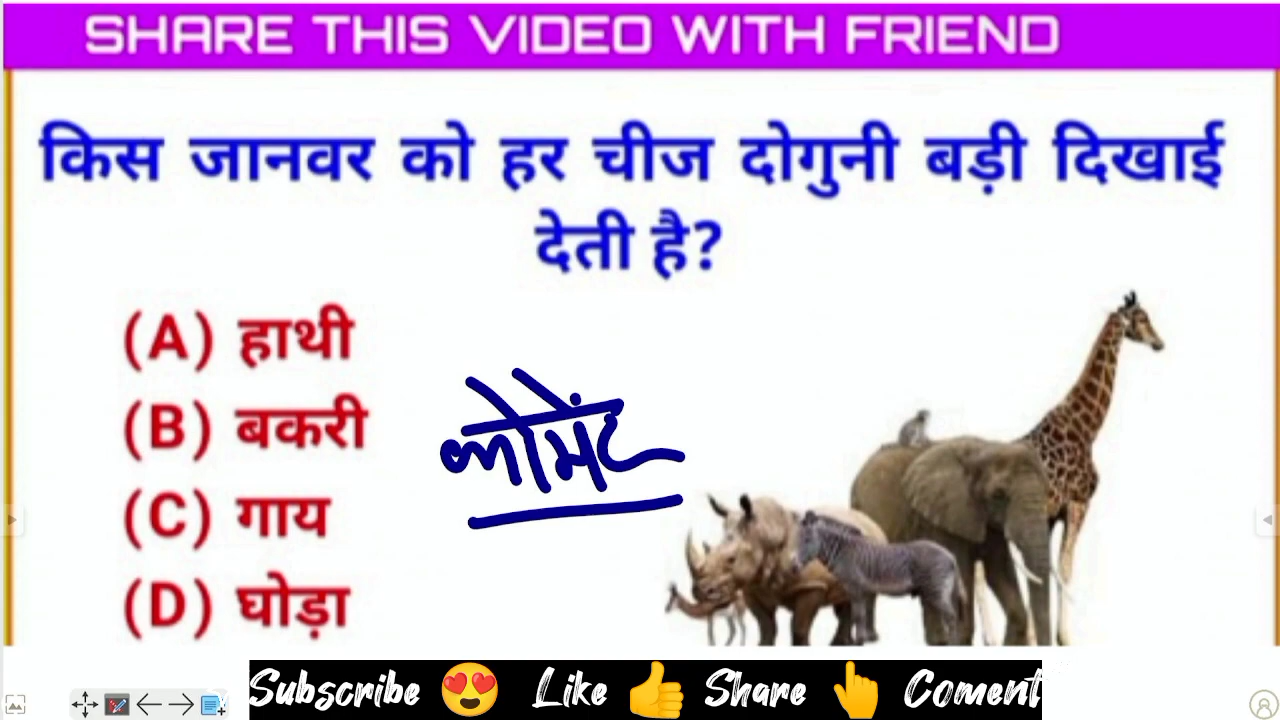 SHARE THIS VIDEO WITH FRIEND
किस जानवर को हर चीज दोगुनी बड़ी दिखाई
देती है?
(A) हाथी
(B) बकरी
कोमेंट
(C) गाय
(D) घोड़ा
Subscribe 😍 Like 👍 Share 👆 Coment